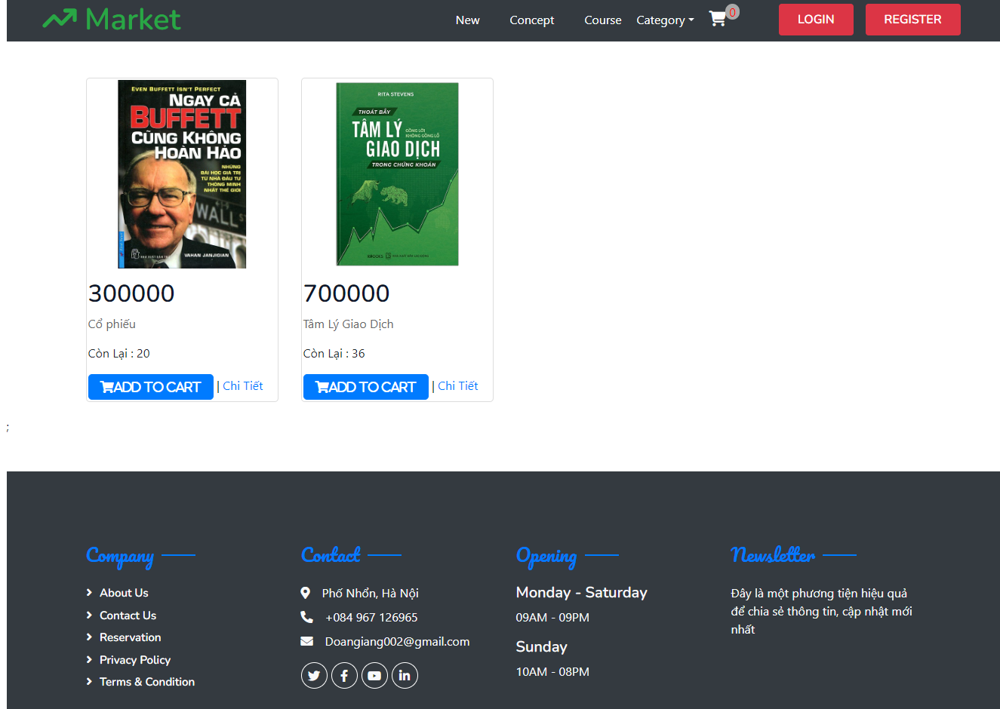 Market
New Concept Course Category 0 LOGIN REGISTER
EVEN BUFFETT ISN'T PERFECT
NGAY CẢ
BUFFETT
CŨNG KHÔNG
HOÀN HẢO
NHỮNG
BÀI HỌC GIÁ TRỊ
TỪ NHÀ ĐẦU TƯ
THÔNG MINH
NHẤT THẾ GIỚI
WALL ST
VAHAN JANJIGIAN
RITA STEVENS
THOÁT BẪY
TÂM LÝ
GỒNG LỜI
KHÔNG GỒNG LỖ
GIAO DỊCH
TRONG CHỨNG KHOÁN
300000
Cổ phiếu
Còn Lại : 20
ADD TO CART | Chi Tiết
700000
Tâm Lý Giao Dịch
Còn Lại : 36
ADD TO CART | Chi Tiết
;
Company
About Us
Contact Us
Reservation
Privacy Policy
Terms & Condition
Contact
Phố Nhổn, Hà Nội
+084 967 126965
Doangiang002@gmail.com
Opening
Monday - Saturday
09AM - 09PM
Sunday
10AM - 08PM
Newsletter
Đây là một phương tiện hiệu quả
để chia sẻ thông tin, cập nhật mới
nhất